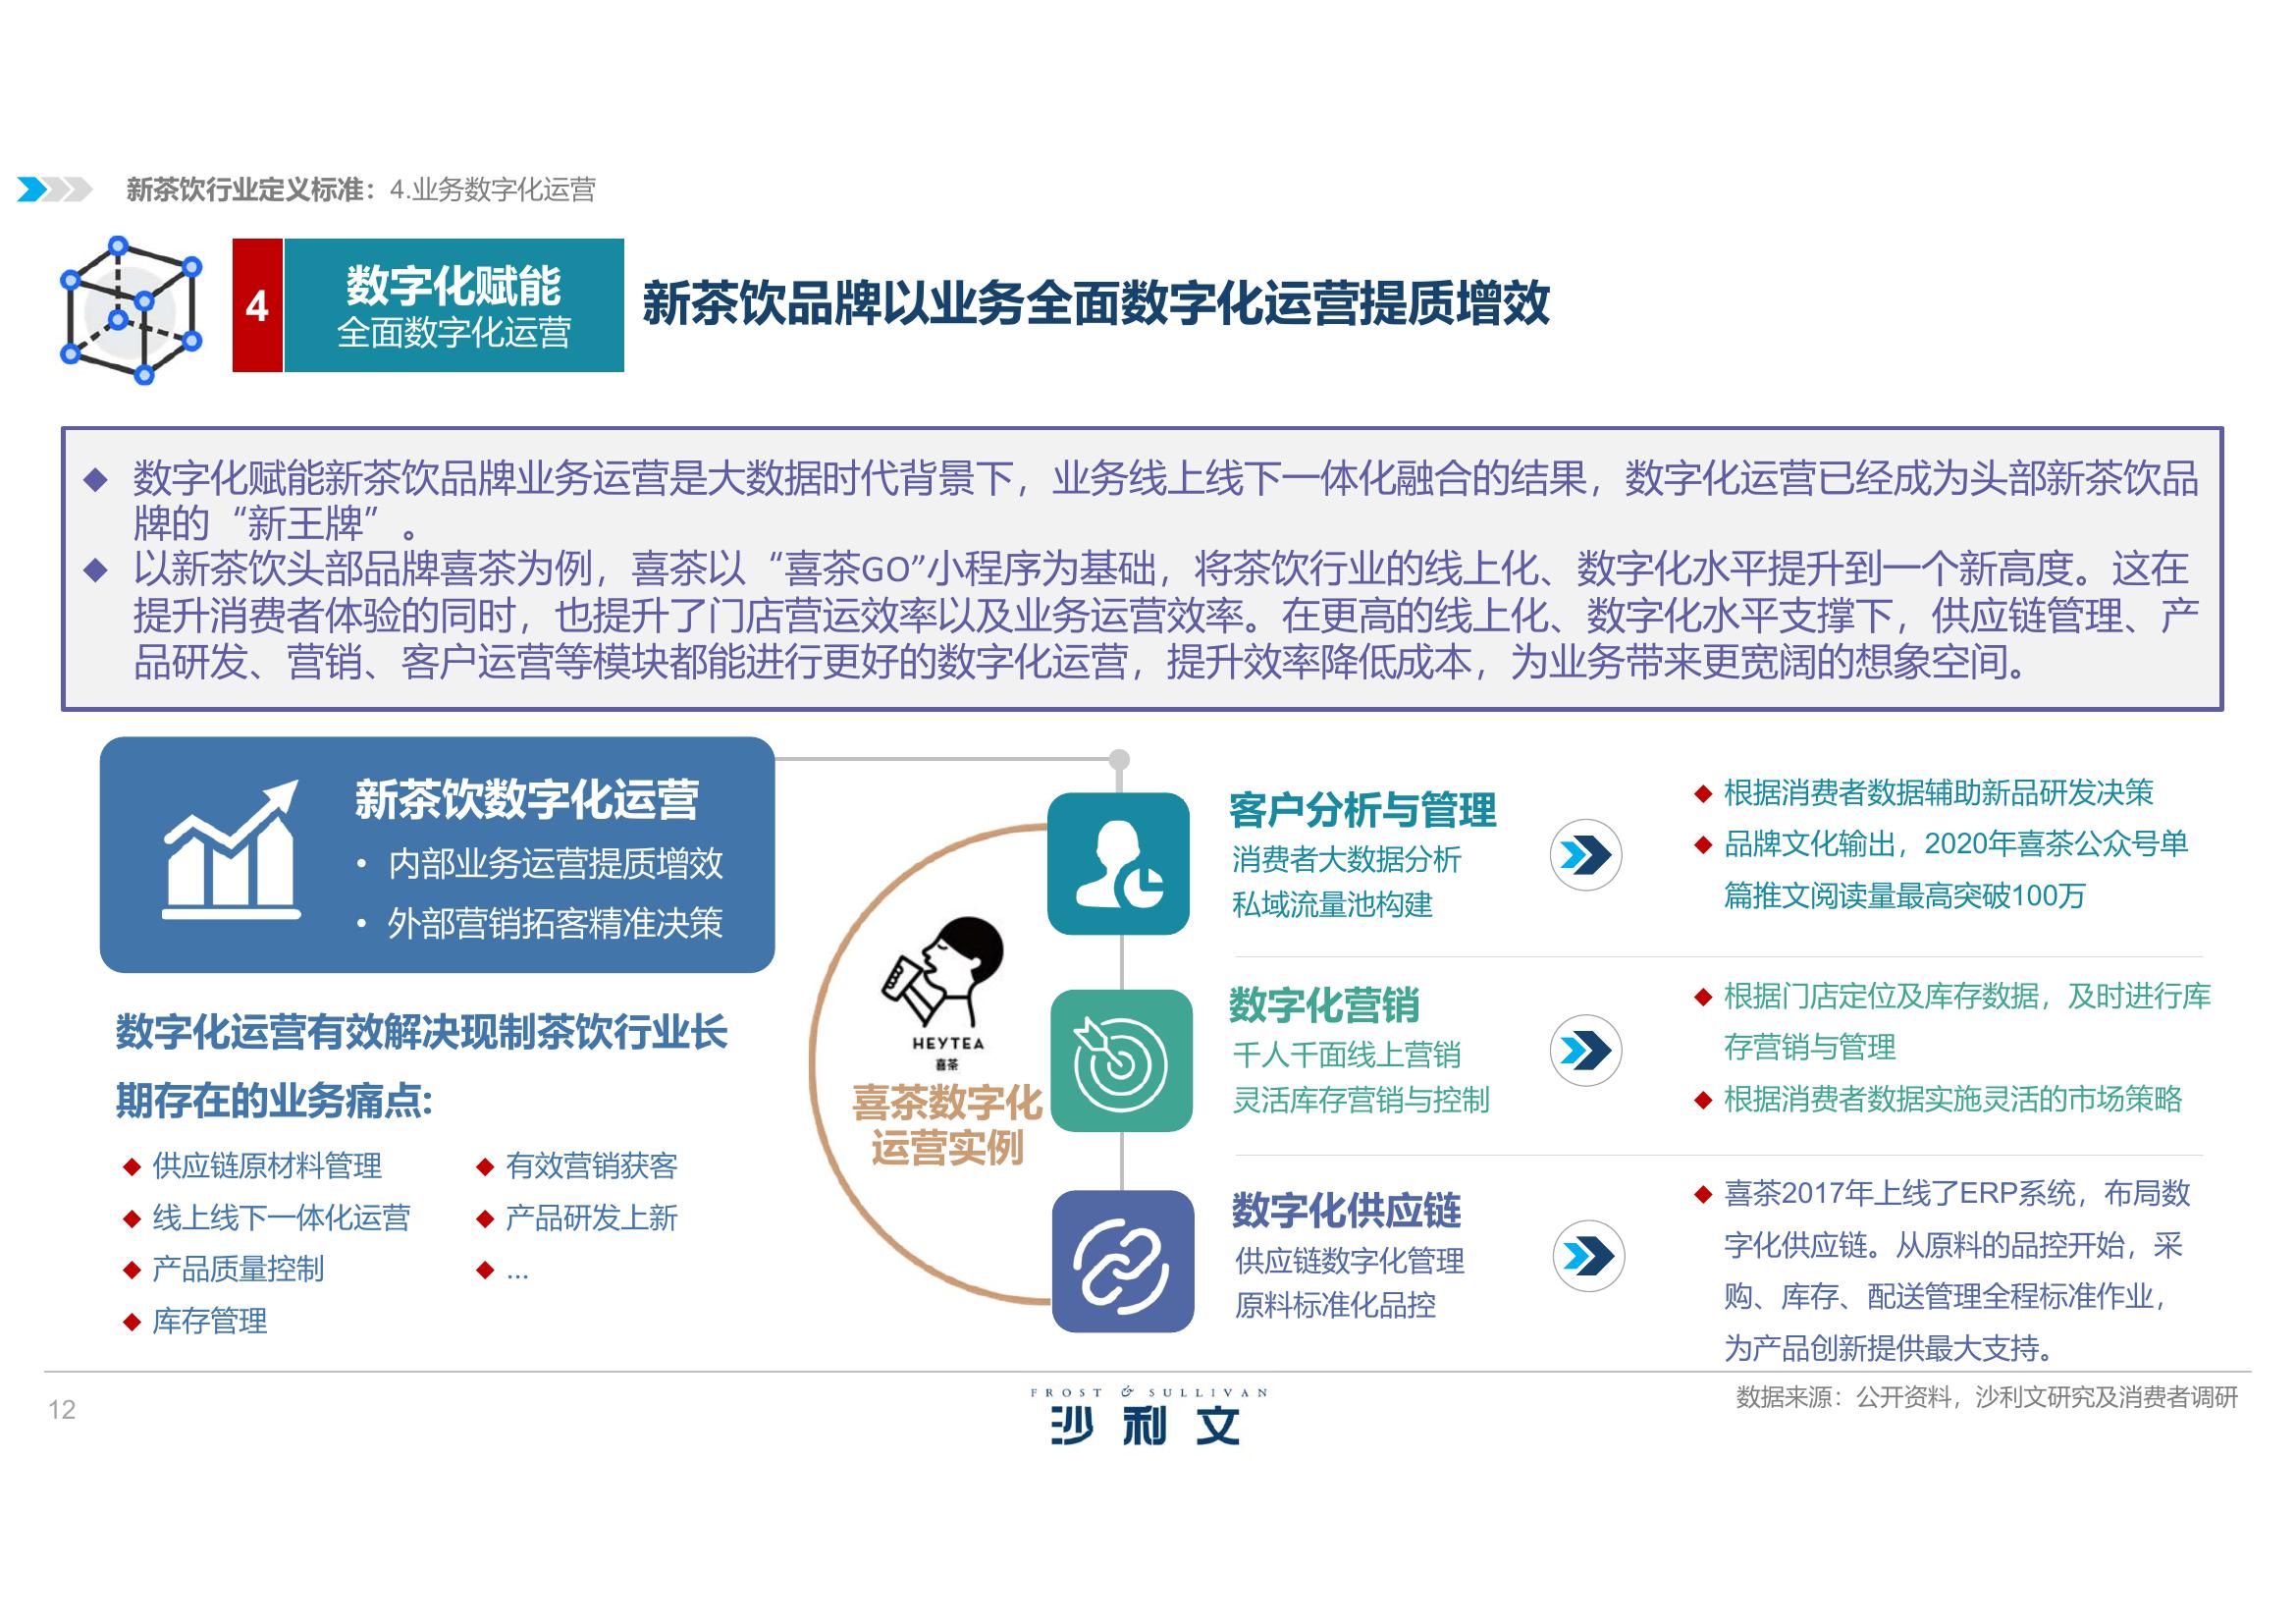 新茶饮行业定义标准：4.业务数字化运营
4
数字化赋能
全面数字化运营
新茶饮品牌以业务全面数字化运营提质增效
◆ 数字化赋能新茶饮品牌业务运营是大数据时代背景下，业务线上线下一体化融合的结果，数字化运营已经成为头部新茶饮品
牌的“新王牌”。
◆ 以新茶饮头部品牌喜茶为例，喜茶以“喜茶GO”小程序为基础，将茶饮行业的线上化、数字化水平提升到一个新高度。这在
提升消费者体验的同时，也提升了门店营运效率以及业务运营效率。在更高的线上化、数字化水平支撑下，供应链管理、产
品研发、营销、客户运营等模块都能进行更好的数字化运营，提升效率降低成本，为业务带来更宽阔的想象空间。
新茶饮数字化运营
• 内部业务运营提质增效
• 外部营销拓客精准决策
数字化运营有效解决现制茶饮行业长
期存在的业务痛点:
◆ 供应链原材料管理
◆ 线上线下一体化运营
◆ 产品质量控制
◆ 库存管理
◆ 有效营销获客
◆ 产品研发上新
◆ ...
HEYTEA
喜茶
喜茶数字化
运营实例
客户分析与管理
消费者大数据分析
私域流量池构建
◆ 根据消费者数据辅助新品研发决策
◆ 品牌文化输出，2020年喜茶公众号单
篇推文阅读量最高突破100万
数字化营销
千人千面线上营销
灵活库存营销与控制
◆ 根据门店定位及库存数据，及时进行库
存营销与管理
◆ 根据消费者数据实施灵活的市场策略
数字化供应链
供应链数字化管理
原料标准化品控
◆ 喜茶2017年上线了ERP系统，布局数
字化供应链。从原料的品控开始，采
购、库存、配送管理全程标准作业，
为产品创新提供最大支持。
12
FROST & SULLIVAN
沙利文
数据来源：公开资料，沙利文研究及消费者调研